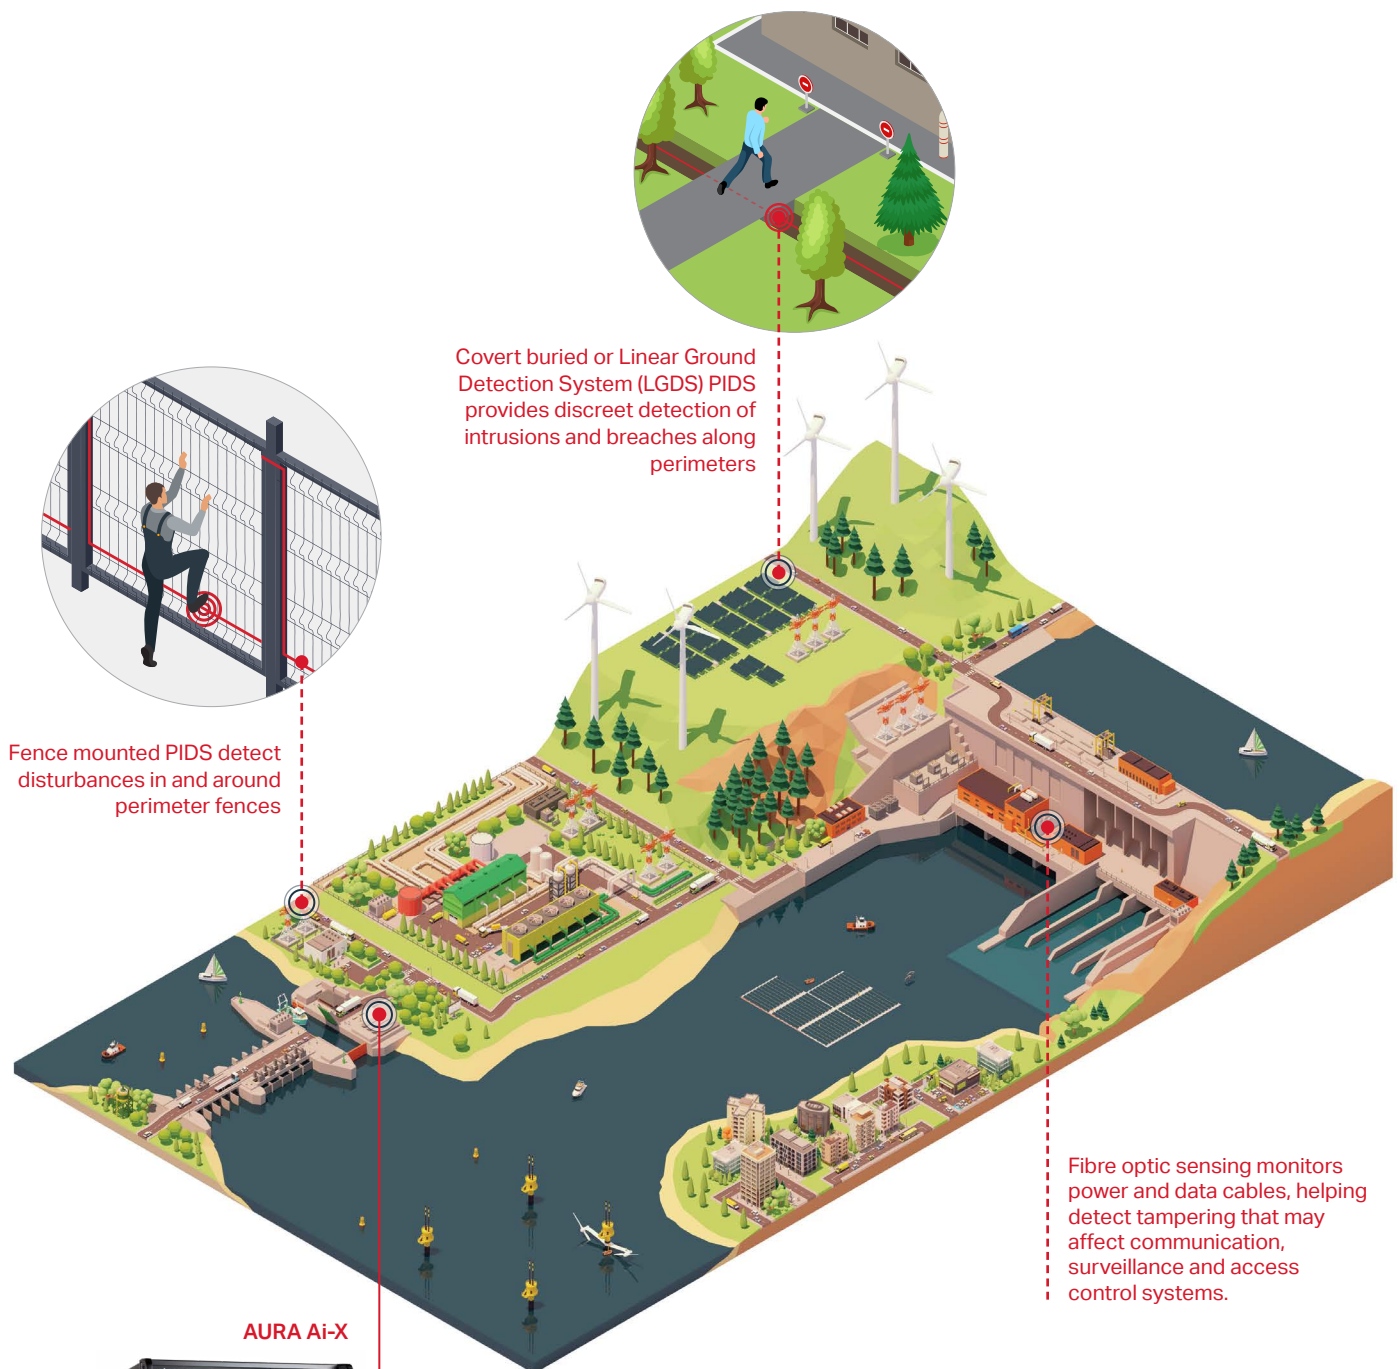 Covert buried or Linear Ground
Detection System (LGDS) PIDS
provides discreet detection of
intrusions and breaches along
perimeters
Fence mounted PIDS detect
disturbances in and around
perimeter fences
Fibre optic sensing monitors
power and data cables, helping
detect tampering that may
affect communication,
surveillance and access
control systems.
AURA Ai-X